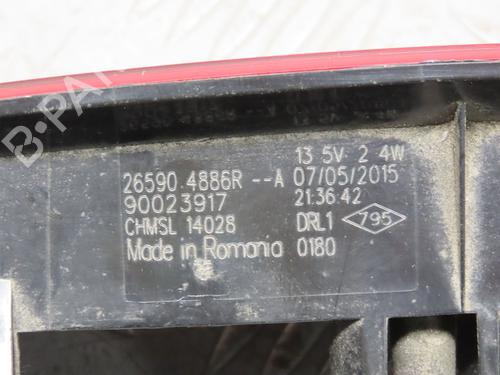 13 5V 2 4W
26590 4886R --A 07/05/2015
90023917 21:36:42
CHMSL 14028 DRL1 795
Made in Romania 0180